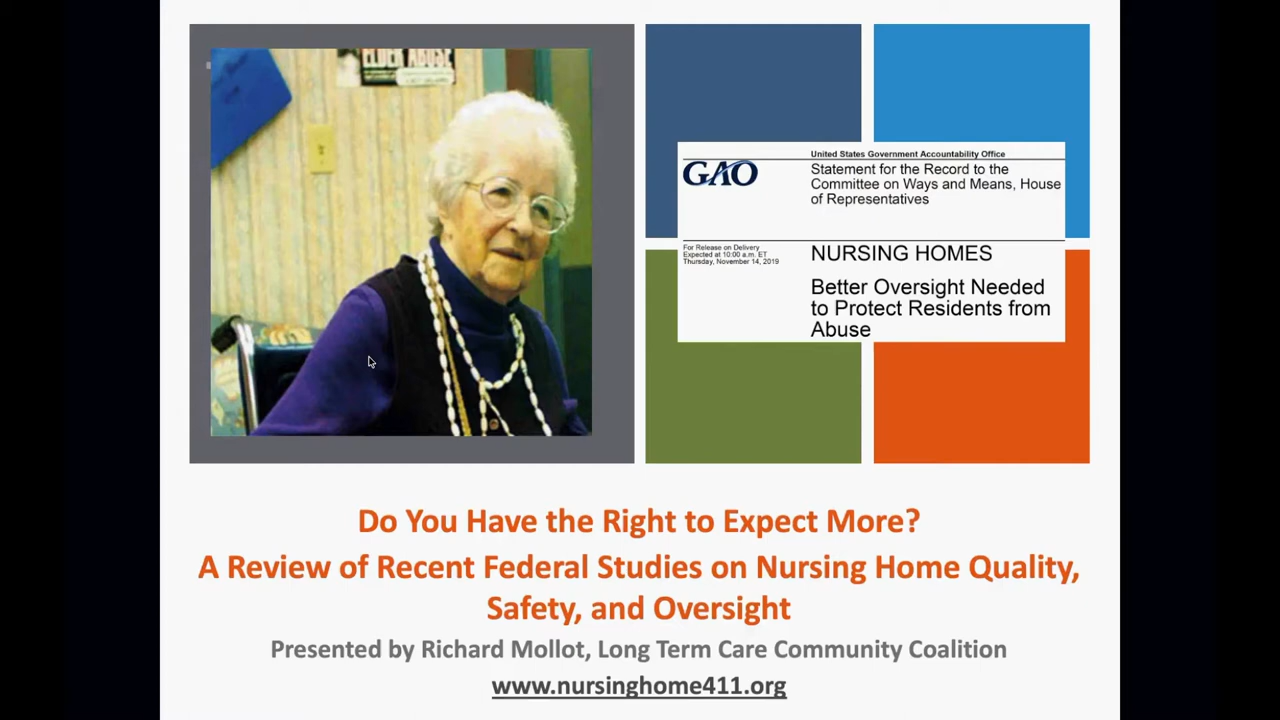 ELDER ABUSE
United States Government Accountability Office
GAO
Statement for the Record to the
Committee on Ways and Means, House
of Representatives
For Release on Delivery
Expected at 10:00 a.m. ET
Thursday, November 14, 2019
NURSING HOMES
Better Oversight Needed
to Protect Residents from
Abuse
Do You Have the Right to Expect More?
A Review of Recent Federal Studies on Nursing Home Quality,
Safety, and Oversight
Presented by Richard Mollot, Long Term Care Community Coalition
www.nursinghome411.org